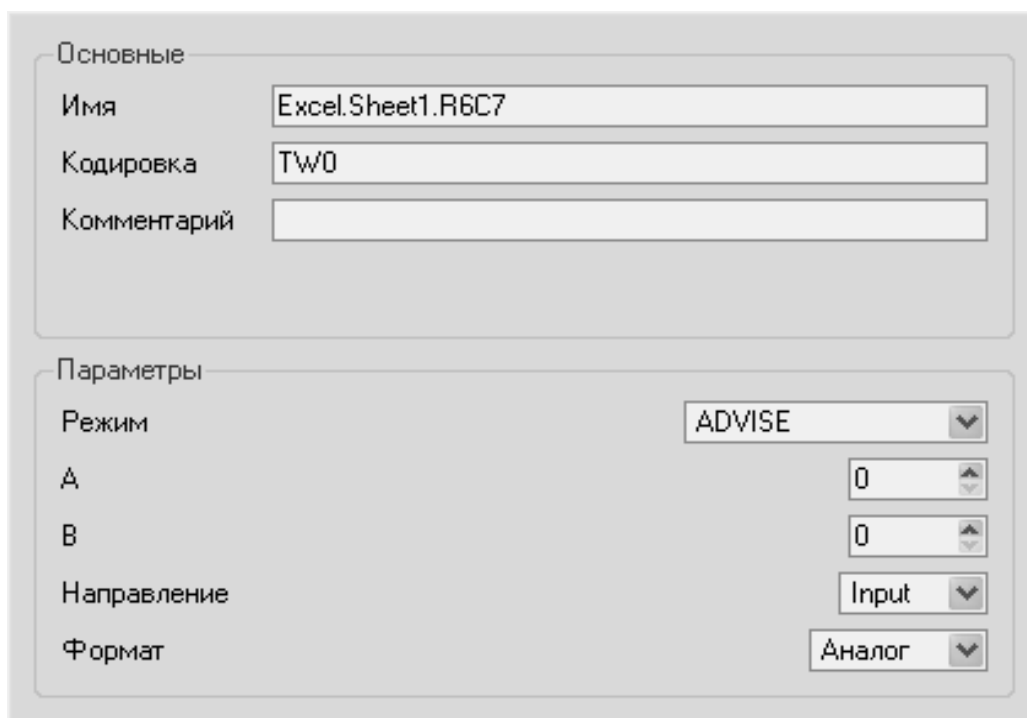 Основные
Имя Excel.Sheet1.R6C7
Кодировка TW0
Комментарий
Параметры
Режим ADVISE
A 0
B 0
Направление Input
Формат Аналог